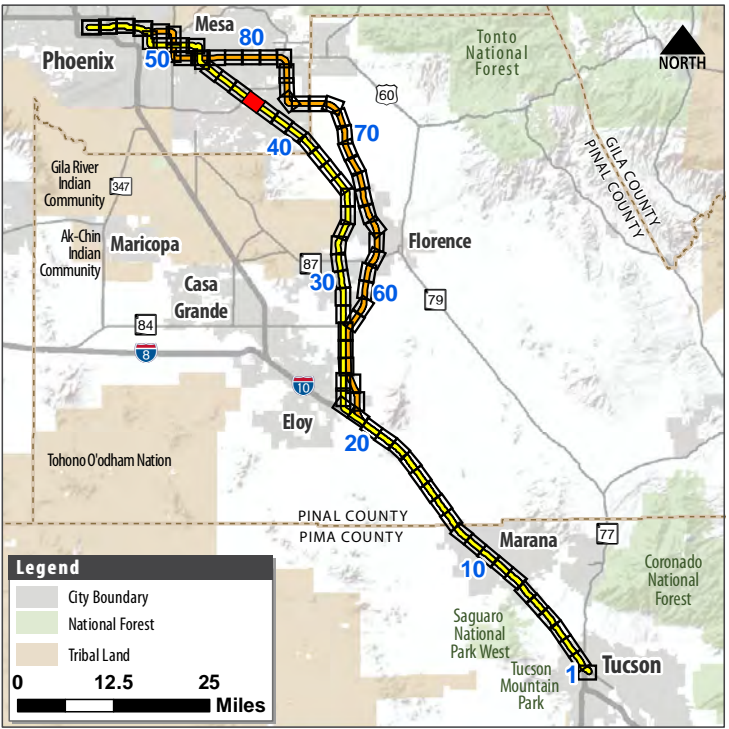 Mesa
80
Phoenix
50
Tonto
National
Forest
NORTH
60
70
40
GILA COUNTY
PINAL COUNTY
Gila River
Indian
Community
347
Ak-Chin
Indian
Community
Maricopa
Florence
87
30
60
Casa
Grande
79
84
8
10
Eloy
20
Tohono O'odham Nation
PINAL COUNTY
PIMA COUNTY
Marana
77
10
Coronado
National
Forest
Saguaro
National
Park West
Tucson
Mountain
Park
1
Tucson
Legend
City Boundary
National Forest
Tribal Land
0 12.5 25
Miles